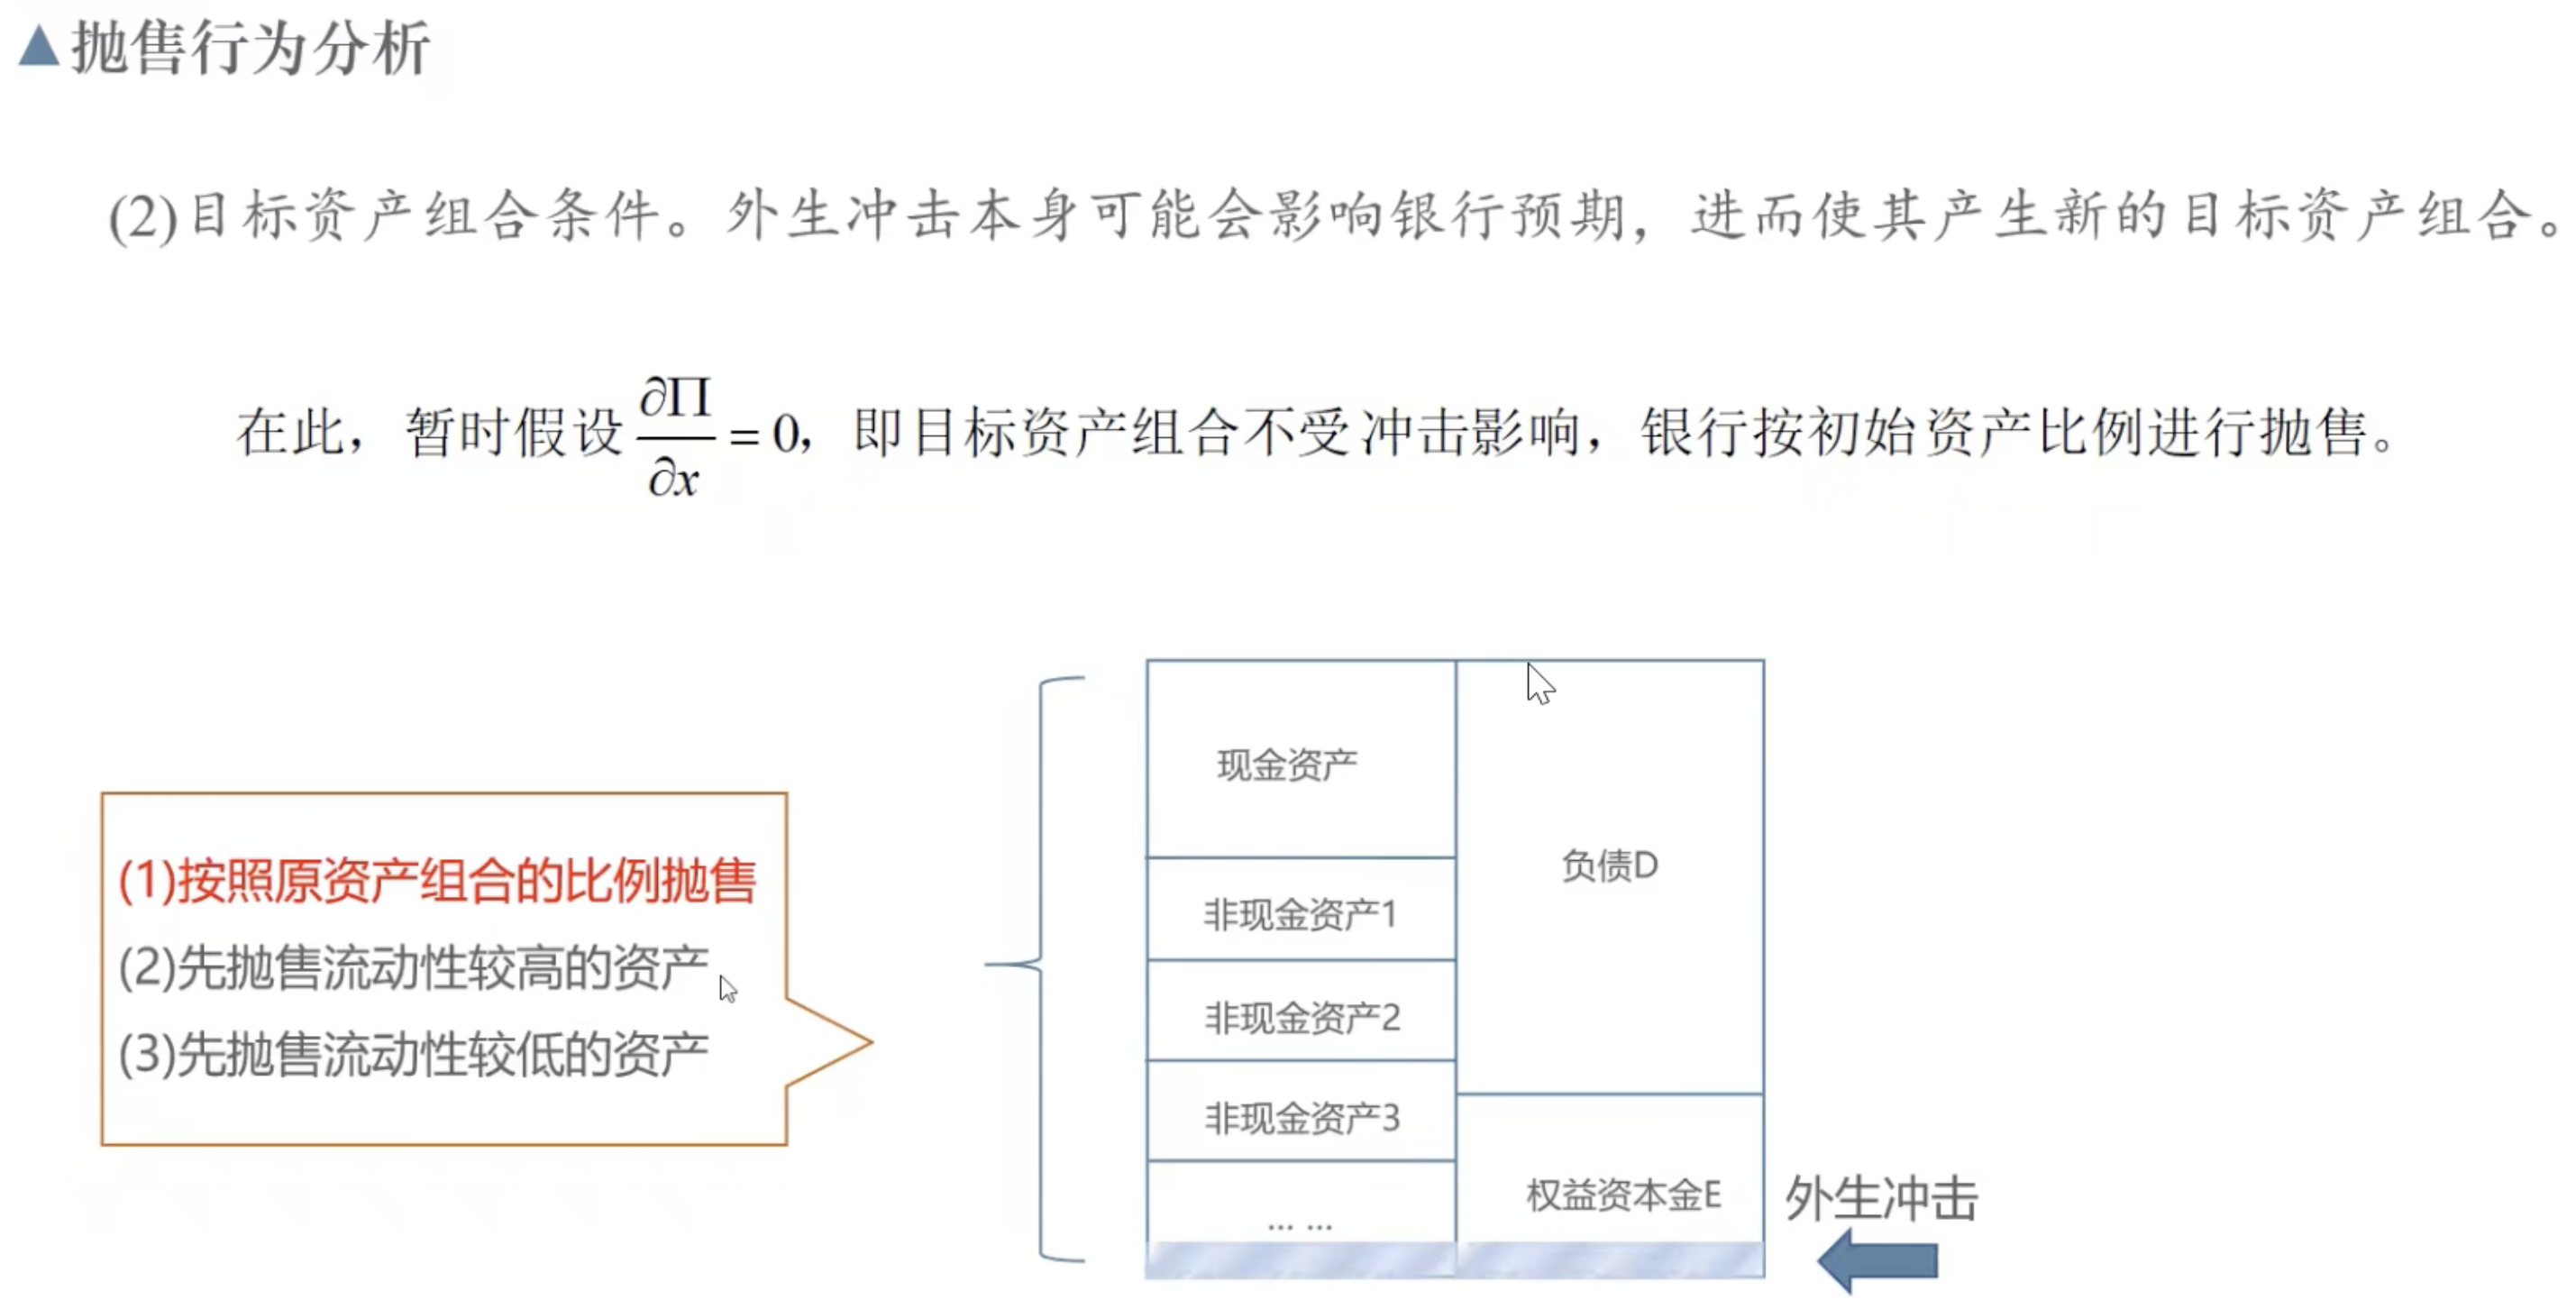 ▲抛售行为分析
(2)目标资产组合条件。外生冲击本身可能会影响银行预期，进而使其产生新的目标资产组合。
在此，暂时假设 ∂Π/∂x = 0，即目标资产组合不受冲击影响，银行按初始资产比例进行抛售。
(1)按照原资产组合的比例抛售
(2)先抛售流动性较高的资产
(3)先抛售流动性较低的资产
现金资产
非现金资产1
非现金资产2
非现金资产3
... ...
负债D
权益资本金E
外生冲击